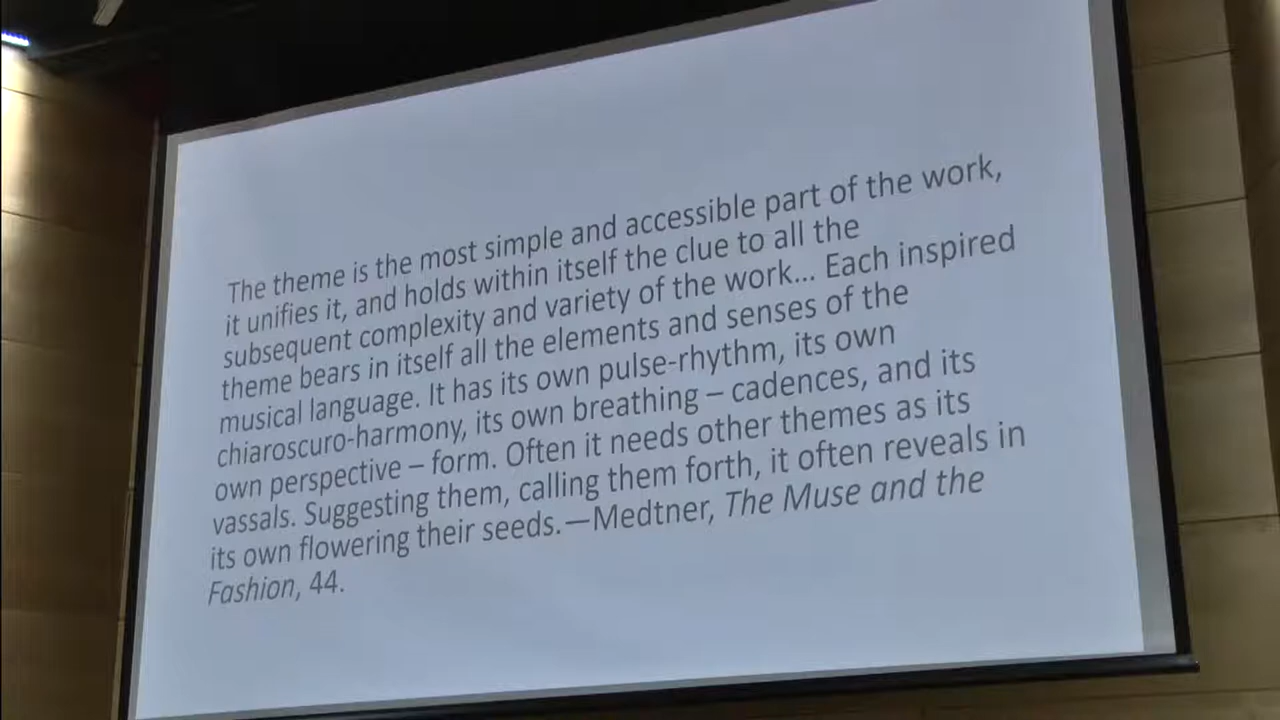 The theme is the most simple and accessible part of the work,
it unifies it, and holds within itself the clue to all the
subsequent complexity and variety of the work... Each inspired
theme bears in itself all the elements and senses of the
musical language. It has its own pulse-rhythm, its own
chiaroscuro-harmony, its own breathing – cadences, and its
own perspective – form. Often it needs other themes as its
vassals. Suggesting them, calling them forth, it often reveals in
its own flowering their seeds.—Medtner, The Muse and the
Fashion, 44.